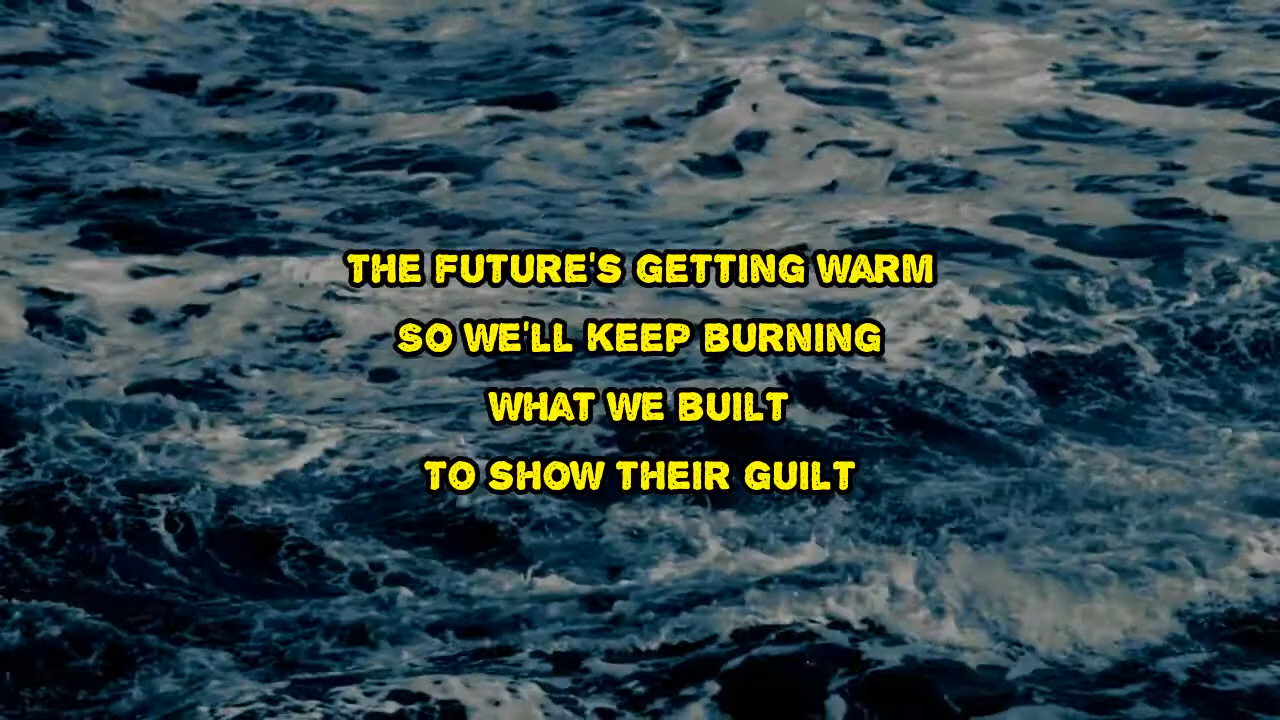 THE FUTURE'S GETTING WARM
SO WE'LL KEEP BURNING
WHAT WE BUILT
TO SHOW THEIR GUILT